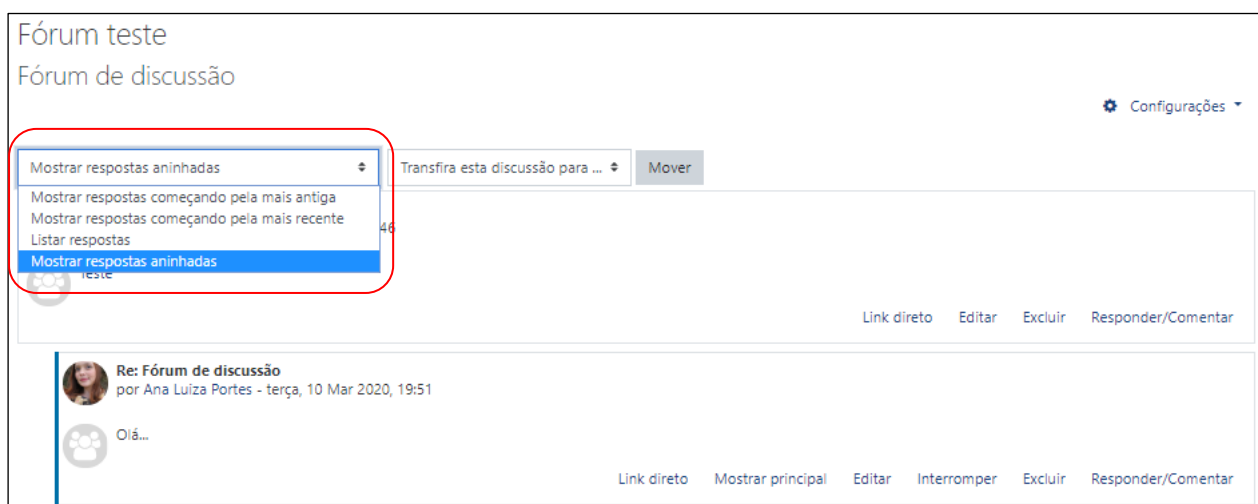 Fórum teste
Fórum de discussão
Configurações
Mostrar respostas aninhadas Transfira esta discussão para ... Mover
Mostrar respostas começando pela mais antiga
Mostrar respostas começando pela mais recente
46
Listar respostas
Mostrar respostas aninhadas
Teste
Link direto Editar Excluir Responder/Comentar
Re: Fórum de discussão
por Ana Luíza Portes - terça, 10 Mar 2020, 19:51
Olá...
Link direto Mostrar principal Editar Interromper Excluir Responder/Comentar